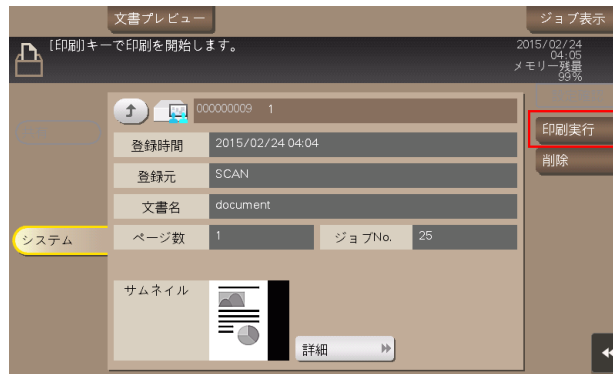 文書プレビュー
ジョブ表示
[印刷]キーで印刷を開始します。
2015/02/24
04:05
メモリー残量
99%
000000009 1
印刷実行
登録時間 2015/02/24 04:04
削除
登録元 SCAN
文書名 document
システム
ページ数 1 ジョブNo. 25
サムネイル
詳細